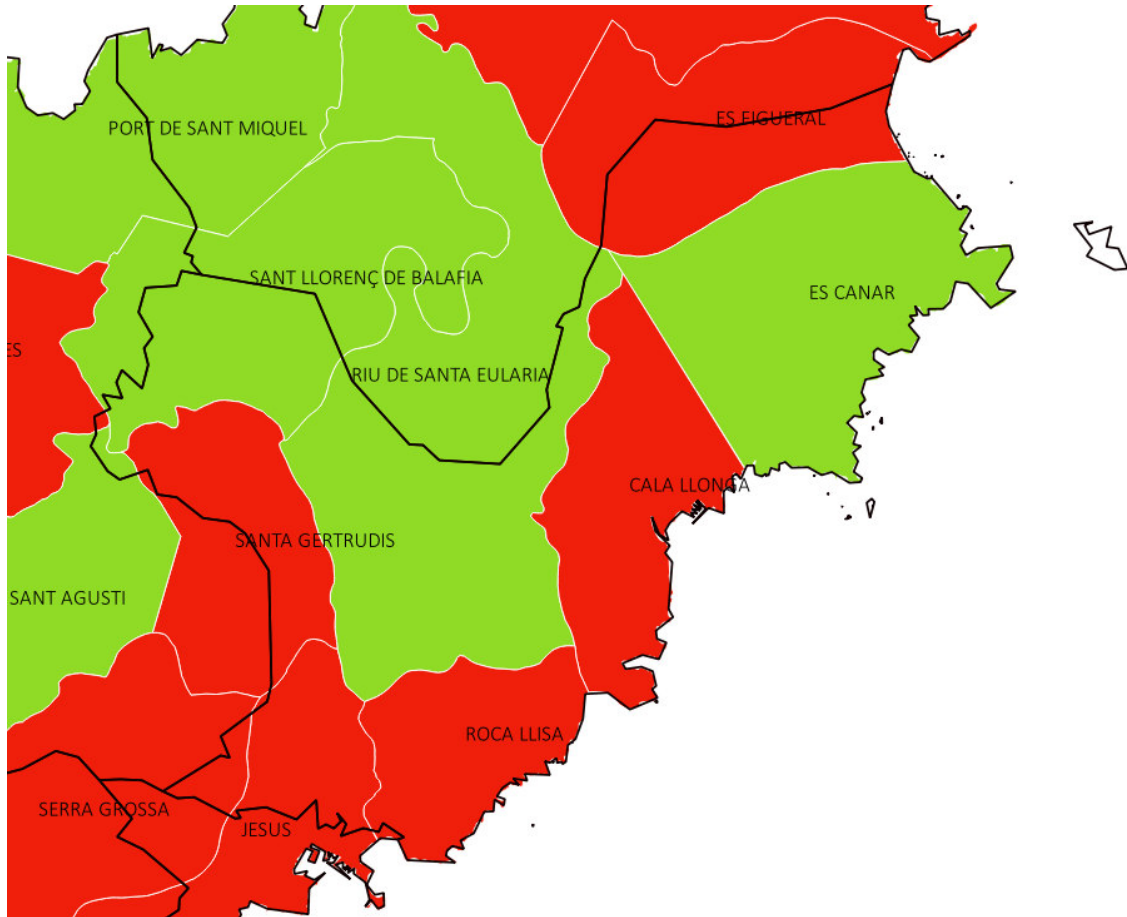 ES FIGUERAL
PORT DE SANT MIQUEL
SANT LLORENÇ DE BALAFIA
ES CANAR
ES
RIU DE SANTA EULARIA
CALA LLONGA
SANTA GERTRUDIS
SANT AGUSTI
ROCA LLISA
SERRA GROSSA
JESUS